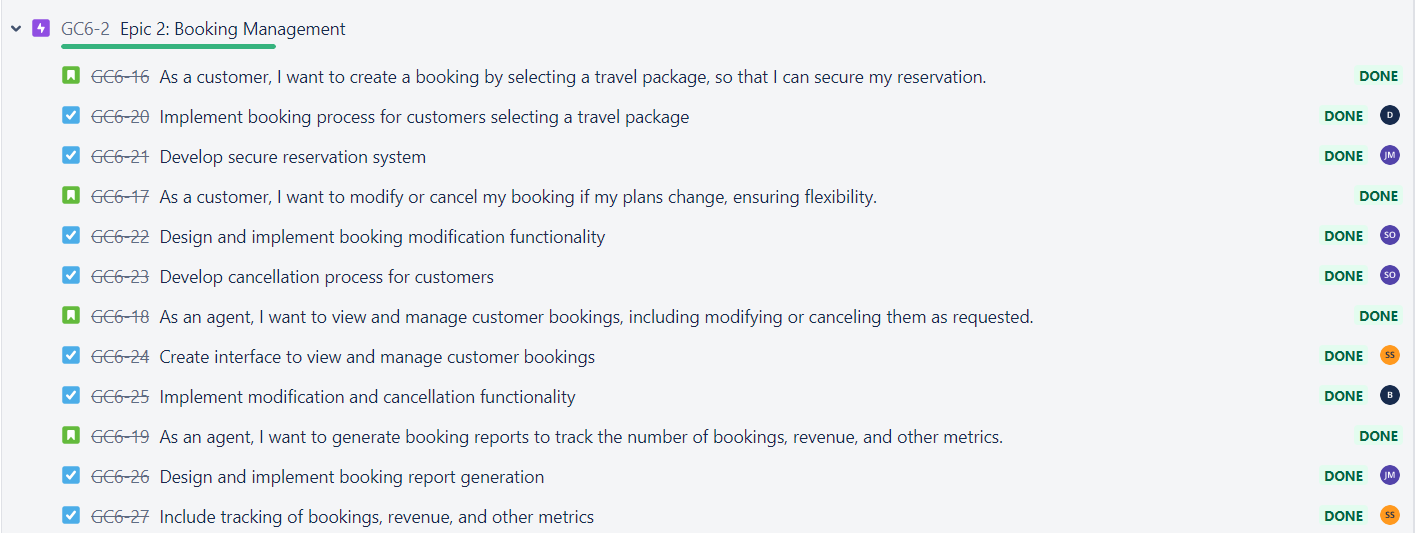 GC6-2 Epic 2: Booking Management
GC6-16 As a customer, I want to create a booking by selecting a travel package, so that I can secure my reservation. DONE
GC6-20 Implement booking process for customers selecting a travel package DONE D
GC6-21 Develop secure reservation system DONE JM
GC6-17 As a customer, I want to modify or cancel my booking if my plans change, ensuring flexibility. DONE
GC6-22 Design and implement booking modification functionality DONE SO
GC6-23 Develop cancellation process for customers DONE SO
GC6-18 As an agent, I want to view and manage customer bookings, including modifying or canceling them as requested. DONE
GC6-24 Create interface to view and manage customer bookings DONE SS
GC6-25 Implement modification and cancellation functionality DONE B
GC6-19 As an agent, I want to generate booking reports to track the number of bookings, revenue, and other metrics. DONE
GC6-26 Design and implement booking report generation DONE JM
GC6-27 Include tracking of bookings, revenue, and other metrics DONE SS